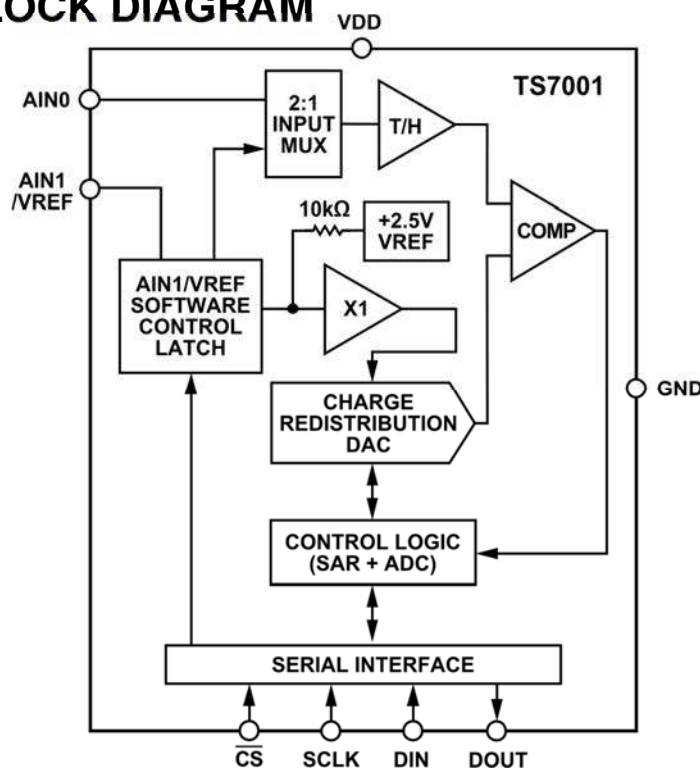 LOCK DIAGRAM
VDD
TS7001
AIN0
2:1
INPUT
MUX
T/H
AIN1
/VREF
10kΩ
+2.5V
VREF
COMP
AIN1/VREF
SOFTWARE
CONTROL
LATCH
X1
GND
CHARGE
REDISTRIBUTION
DAC
CONTROL LOGIC
(SAR + ADC)
SERIAL INTERFACE
CS
SCLK
DIN
DOUT